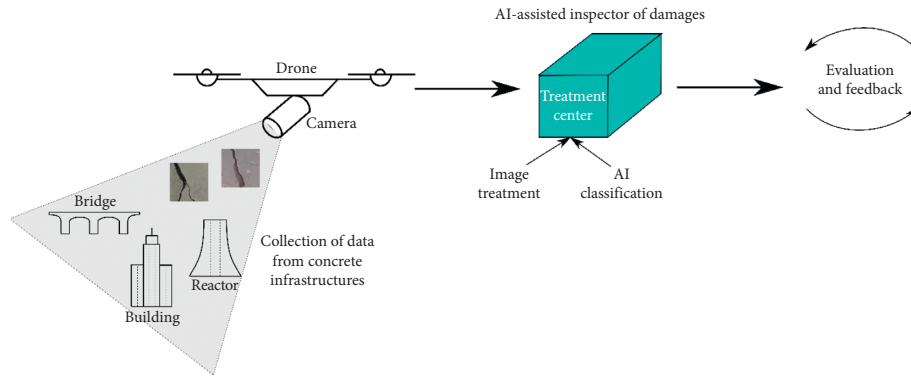 AI-assisted inspector of damages
Drone
Camera
Treatment
center
Evaluation
and feedback
Image
treatment
AI
classification
Bridge
Building
Reactor
Collection of data
from concrete
infrastructures